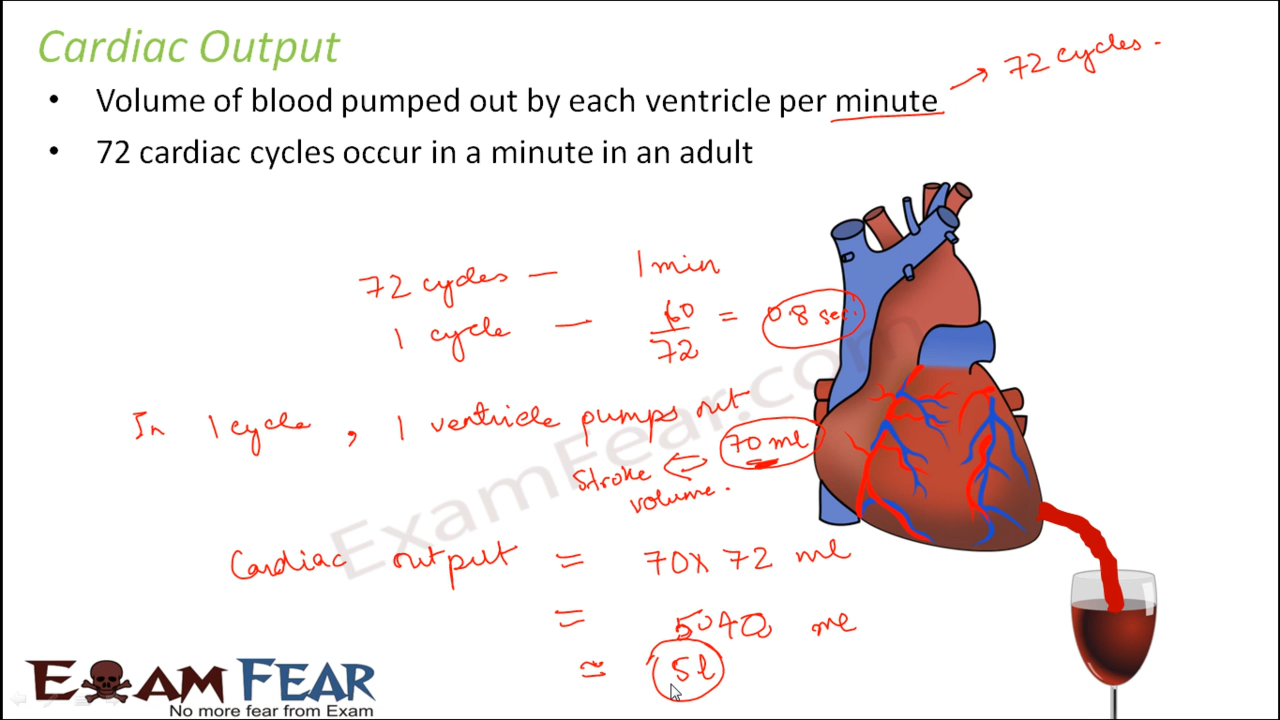 Cardiac Output
• Volume of blood pumped out by each ventricle per minute → 72 cycles.
• 72 cardiac cycles occur in a minute in an adult
72 cycles — 1 min
1 cycle — 60/72 = 0.8 sec.
In 1 cycle, 1 ventricle pumps out
70 ml
Stroke
volume.
Cardiac output = 70x 72 ml
= 5040 ml
≃ 5l
ExamFear.com
EXAM FEAR
No more fear from Exam